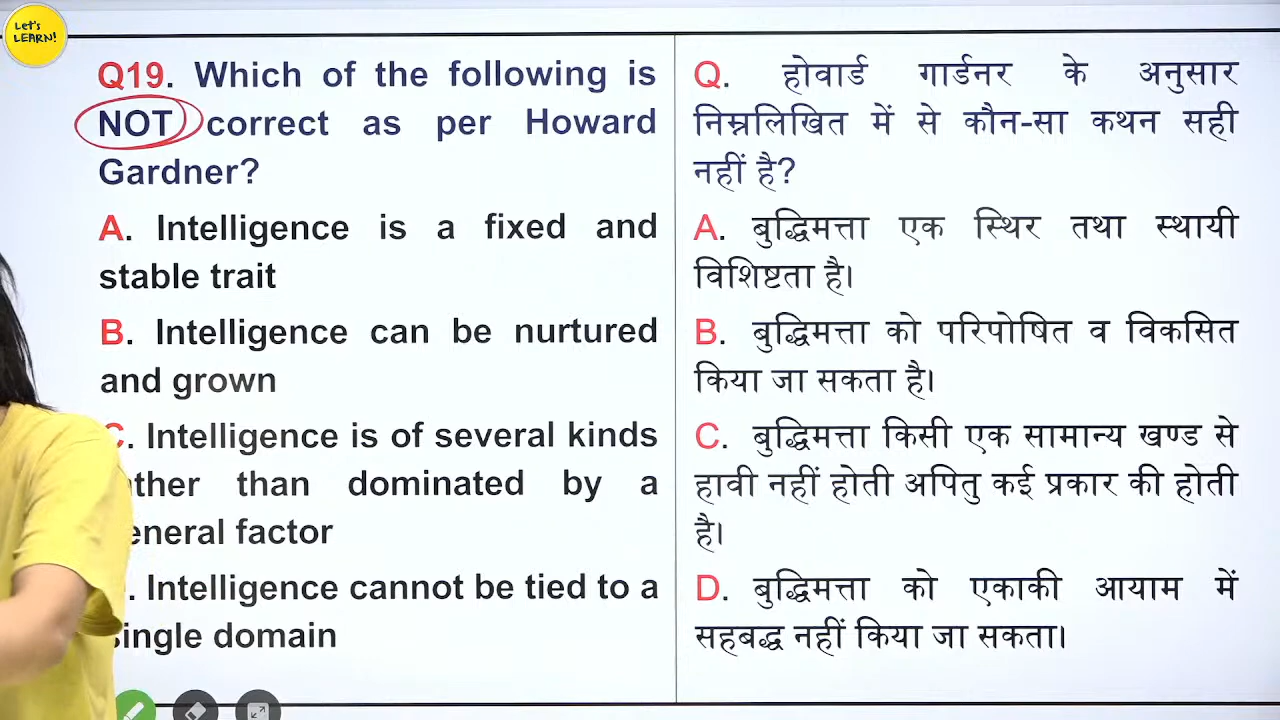 Let's
LEARN!
Q19. Which of the following is
NOT correct as per Howard
Gardner?
A. Intelligence is a fixed and
stable trait
B. Intelligence can be nurtured
and grown
C. Intelligence is of several kinds
than dominated by a
general factor
Intelligence cannot be tied to a
single domain
Q. होवार्ड गार्डनर के अनुसार
निम्नलिखित में से कौन-सा कथन सही
नहीं है?
A. बुद्धिमत्ता एक स्थिर तथा स्थायी
विशिष्टता है।
B. बुद्धिमत्ता को परिपोषित व विकसित
किया जा सकता है।
C. बुद्धिमत्ता किसी एक सामान्य खण्ड से
हावी नहीं होती अपितु कई प्रकार की होती
है।
D. बुद्धिमत्ता को एकाकी आयाम में
सहबद्ध नहीं किया जा सकता।